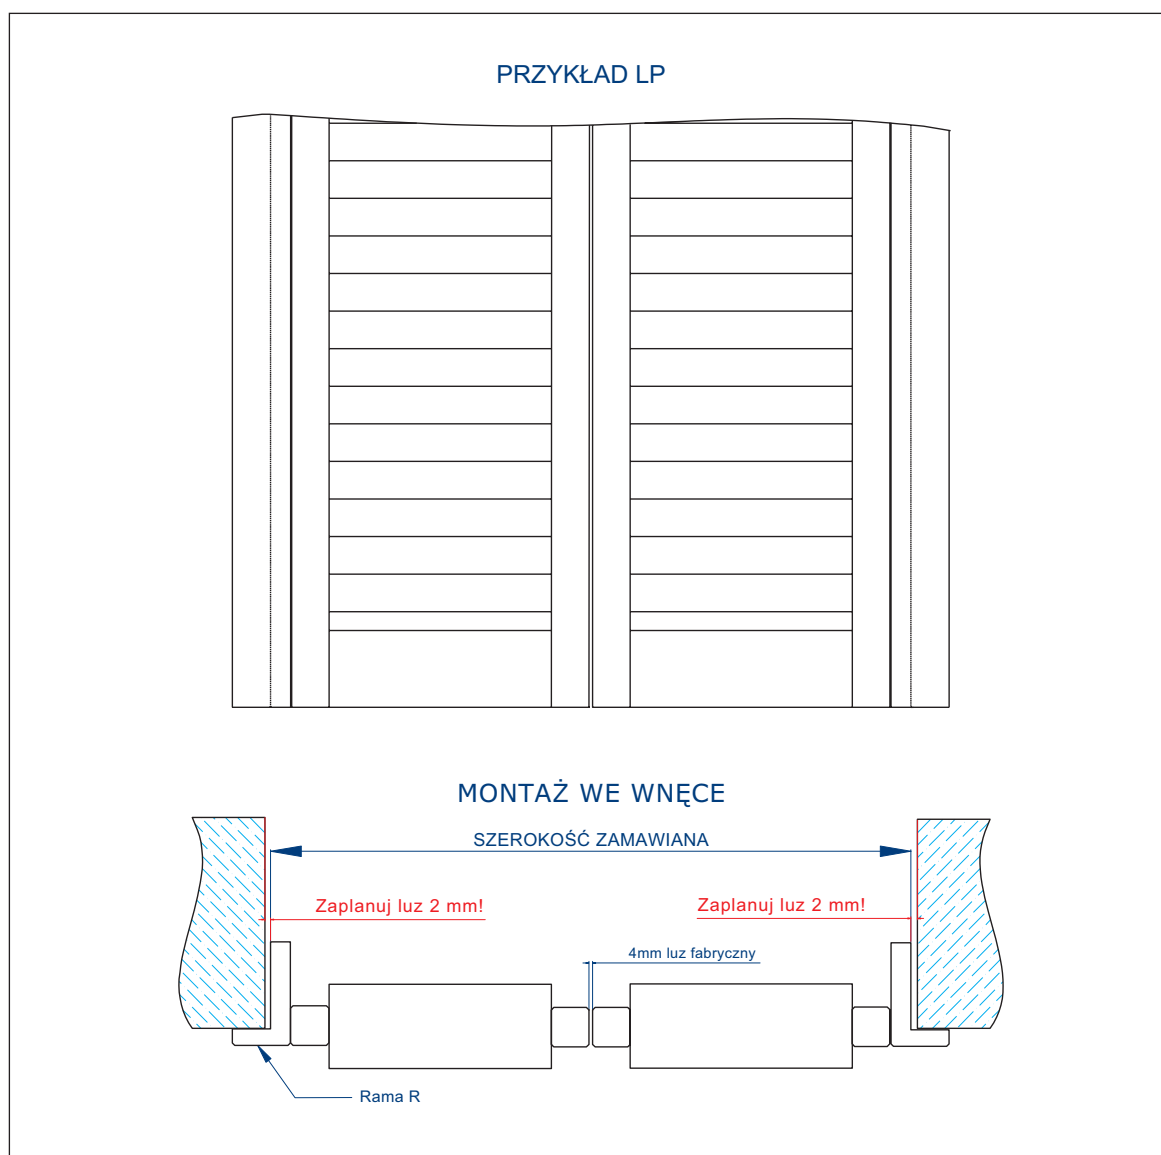 PRZYKŁAD LP
MONTAŻ WE WNĘCE
SZEROKOŚĆ ZAMAWIANA
Zaplanuj luz 2 mm!
Zaplanuj luz 2 mm!
4mm luz fabryczny
Rama R